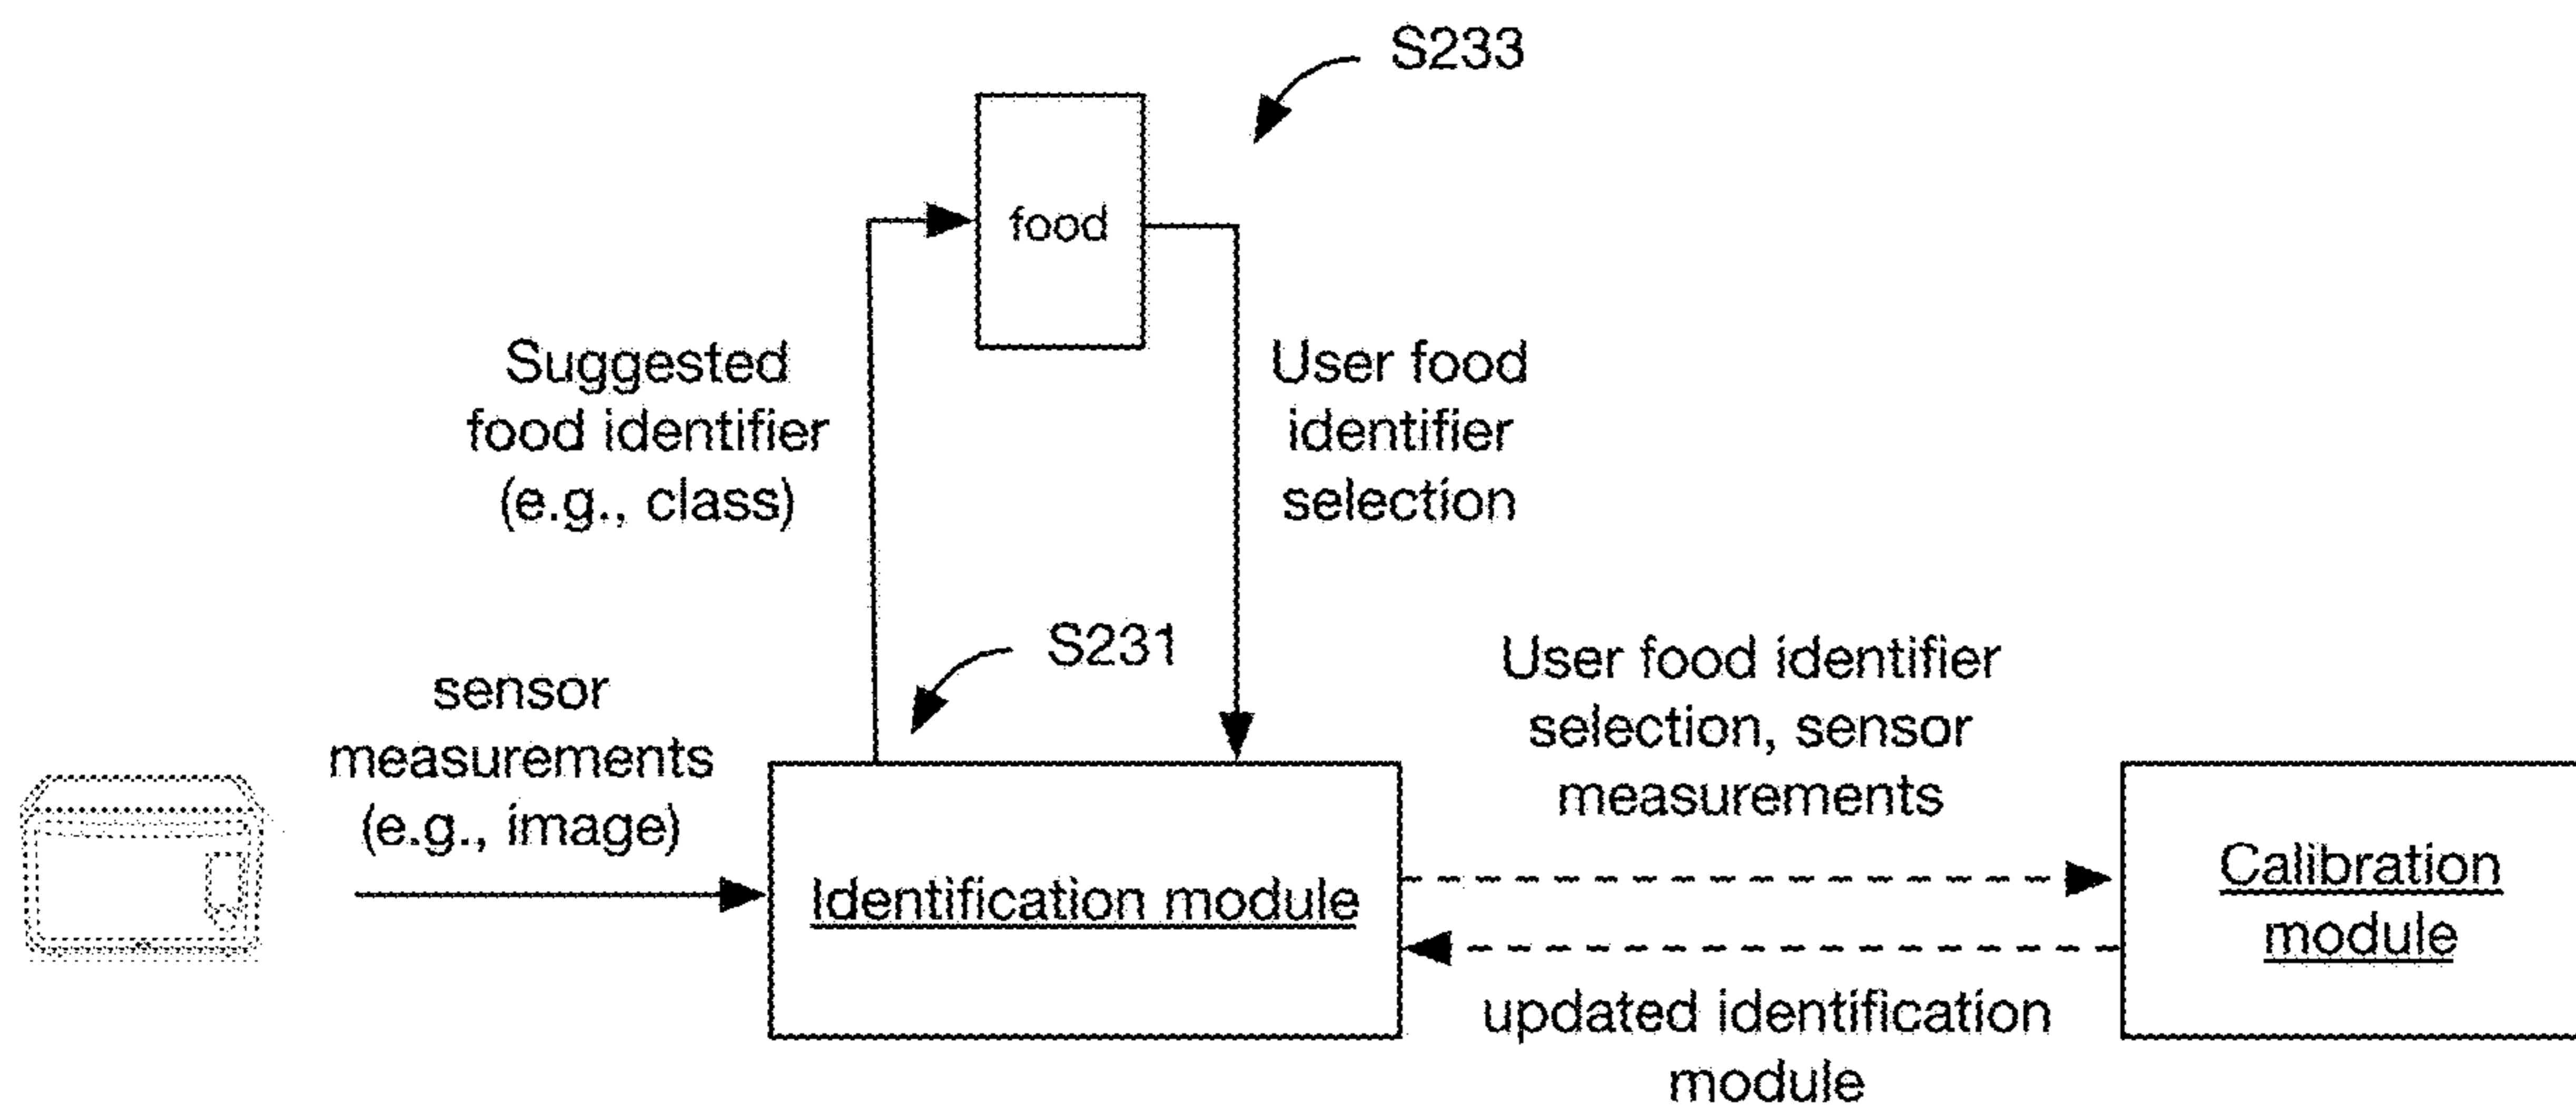 S233
food
Suggested
food identifier
(e.g., class)
User food
identifier
selection
S231
sensor
measurements
(e.g., image)
User food identifier
selection, sensor
measurements
Identification module
Calibration
module
updated identification
module